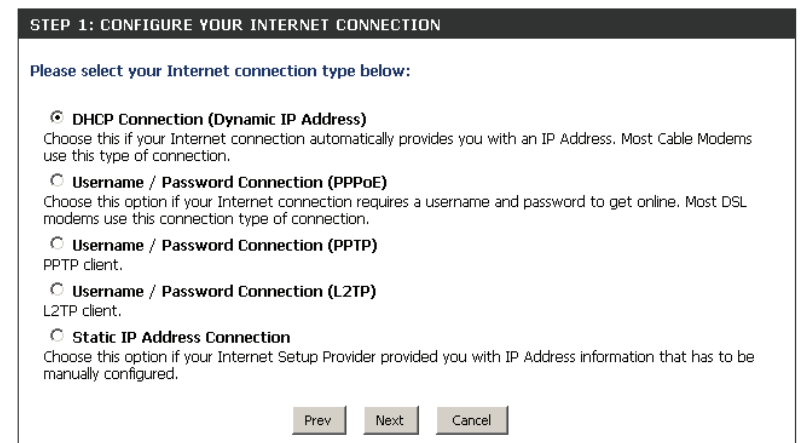 STEP 1: CONFIGURE YOUR INTERNET CONNECTION
Please select your Internet connection type below:
DHCP Connection (Dynamic IP Address)
Choose this if your Internet connection automatically provides you with an IP Address. Most Cable Modems
use this type of connection.
Username / Password Connection (PPPoE)
Choose this option if your Internet connection requires a username and password to get online. Most DSL
modems use this connection type of connection.
Username / Password Connection (PPTP)
PPTP client.
Username / Password Connection (L2TP)
L2TP client.
Static IP Address Connection
Choose this option if your Internet Setup Provider provided you with IP Address information that has to be
manually configured.
Prev Next Cancel